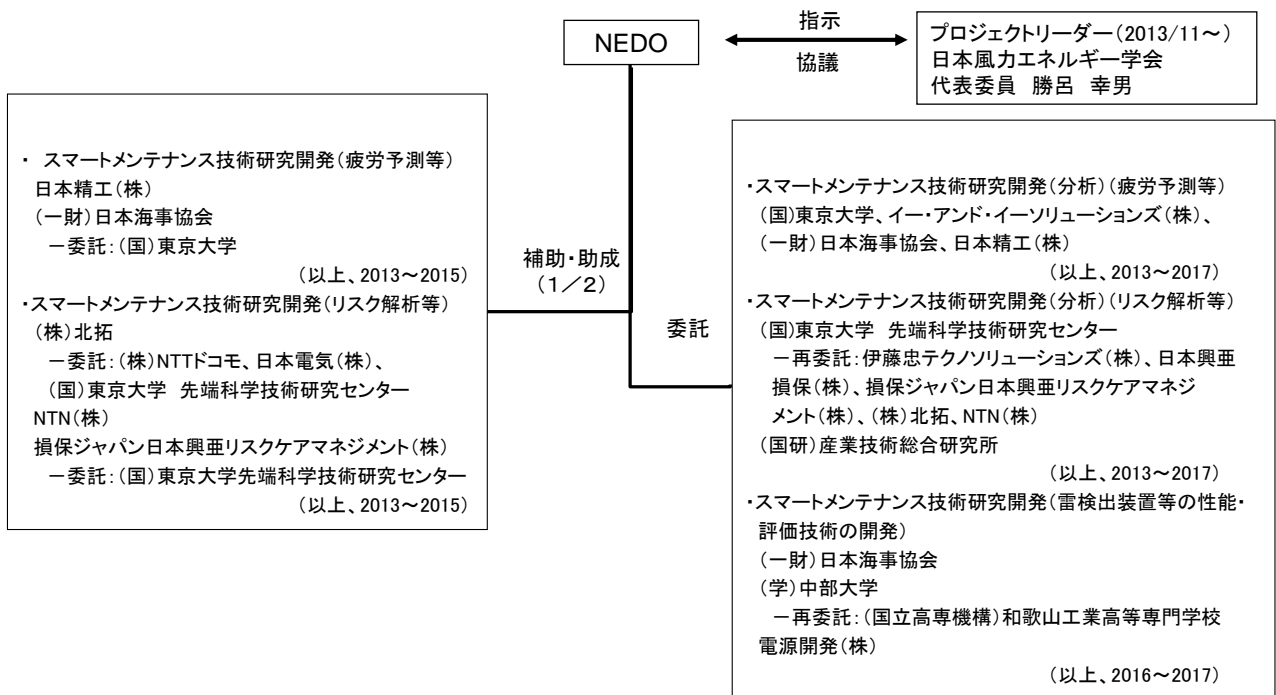 NEDO
指示
協議
プロジェクトリーダー(2013/11～)
日本風力エネルギー学会
代表委員 勝呂 幸男
・ スマートメンテナンス技術研究開発(疲労予測等)
日本精工(株)
(一財)日本海事協会
－委託:(国)東京大学
(以上、2013～2015)
・スマートメンテナンス技術研究開発(リスク解析等)
(株)北拓
－委託:(株)NTTドコモ、日本電気(株)、
(国)東京大学 先端科学技術研究センター
NTN(株)
損保ジャパン日本興亜リスクケアマネジメント(株)
－委託:(国)東京大学先端科学技術研究センター
(以上、2013～2015)
補助・助成
(1／2)
委託
・スマートメンテナンス技術研究開発(分析)(疲労予測等)
(国)東京大学、イー・アンド・イーソリューションズ(株)、
(一財)日本海事協会、日本精工(株)
(以上、2013～2017)
・スマートメンテナンス技術研究開発(分析)(リスク解析等)
(国)東京大学 先端科学技術研究センター
－再委託:伊藤忠テクノソリューションズ(株)、日本興亜
損保(株)、損保ジャパン日本興亜リスクケアマネジ
メント(株)、(株)北拓、NTN(株)
(国研)産業技術総合研究所
(以上、2013～2017)
・スマートメンテナンス技術研究開発(雷検出装置等の性能・
評価技術の開発)
(一財)日本海事協会
(学)中部大学
－再委託:(国立高専機構)和歌山工業高等専門学校
電源開発(株)
(以上、2016～2017)